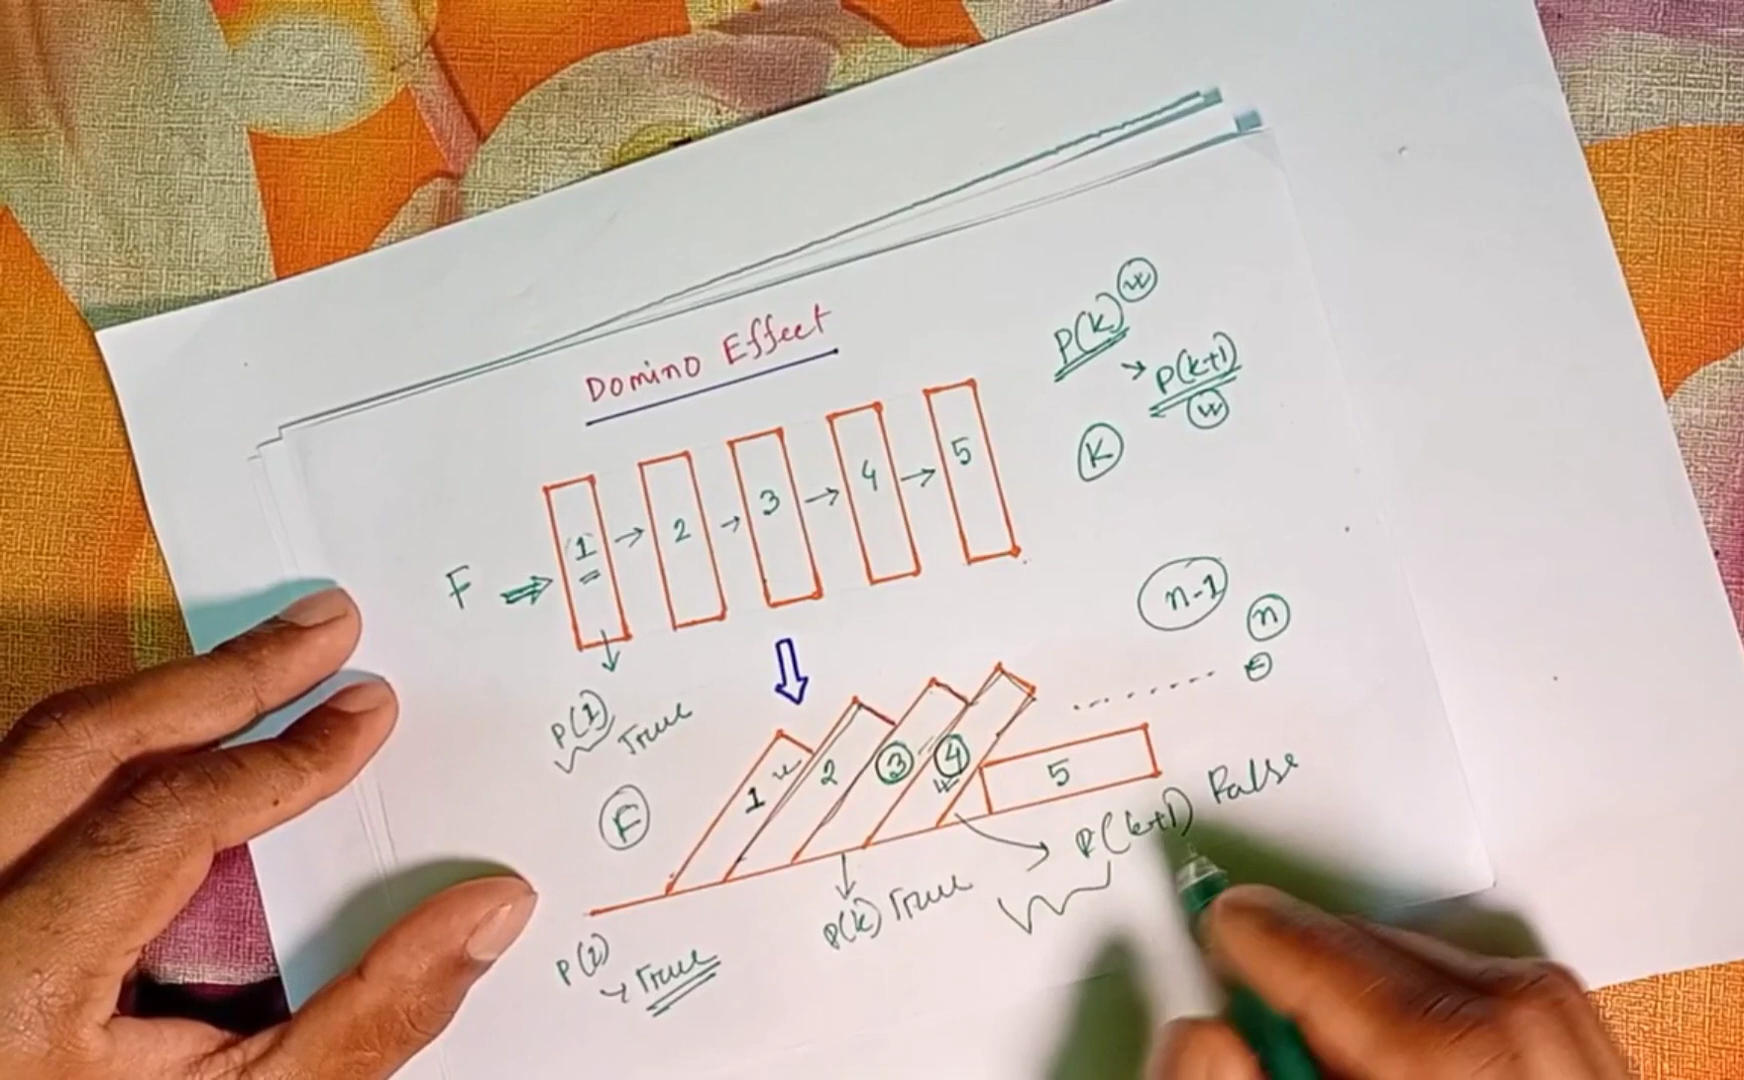 Domino Effect
P(k) w
→ P(k+1)
w
K
F ⇒ 1 → 2 → 3 → 4 → 5
n-1
n
P(1) True
F
1 2 3 4 5
P(k+1) False
P(k) True
P(1)
→ True